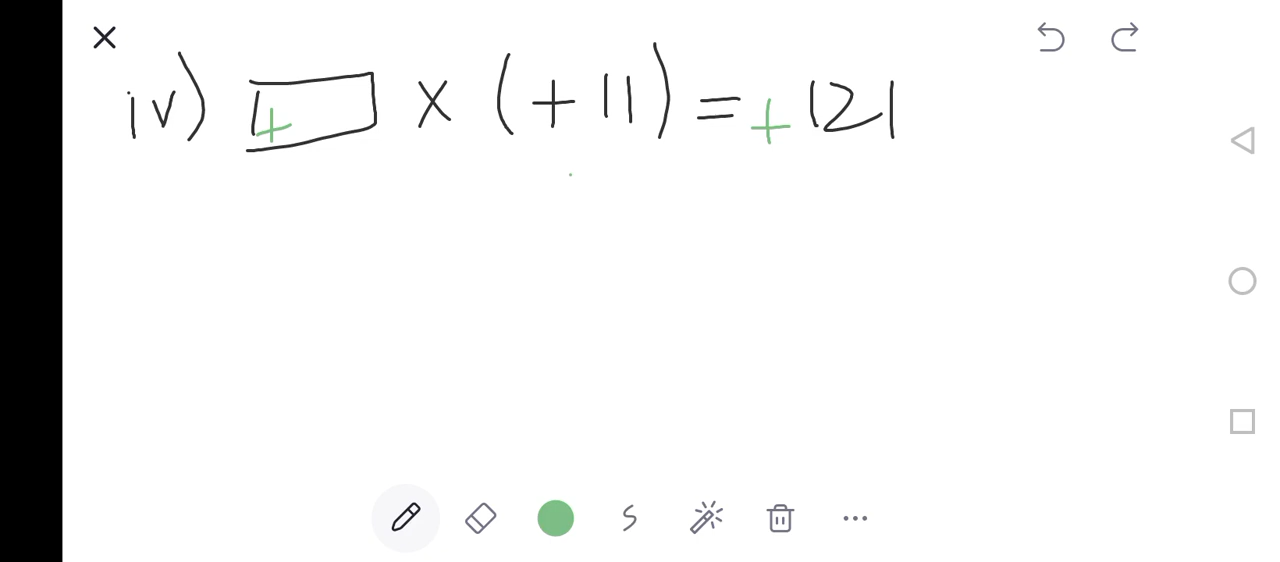 iv) + × (+11) = +121